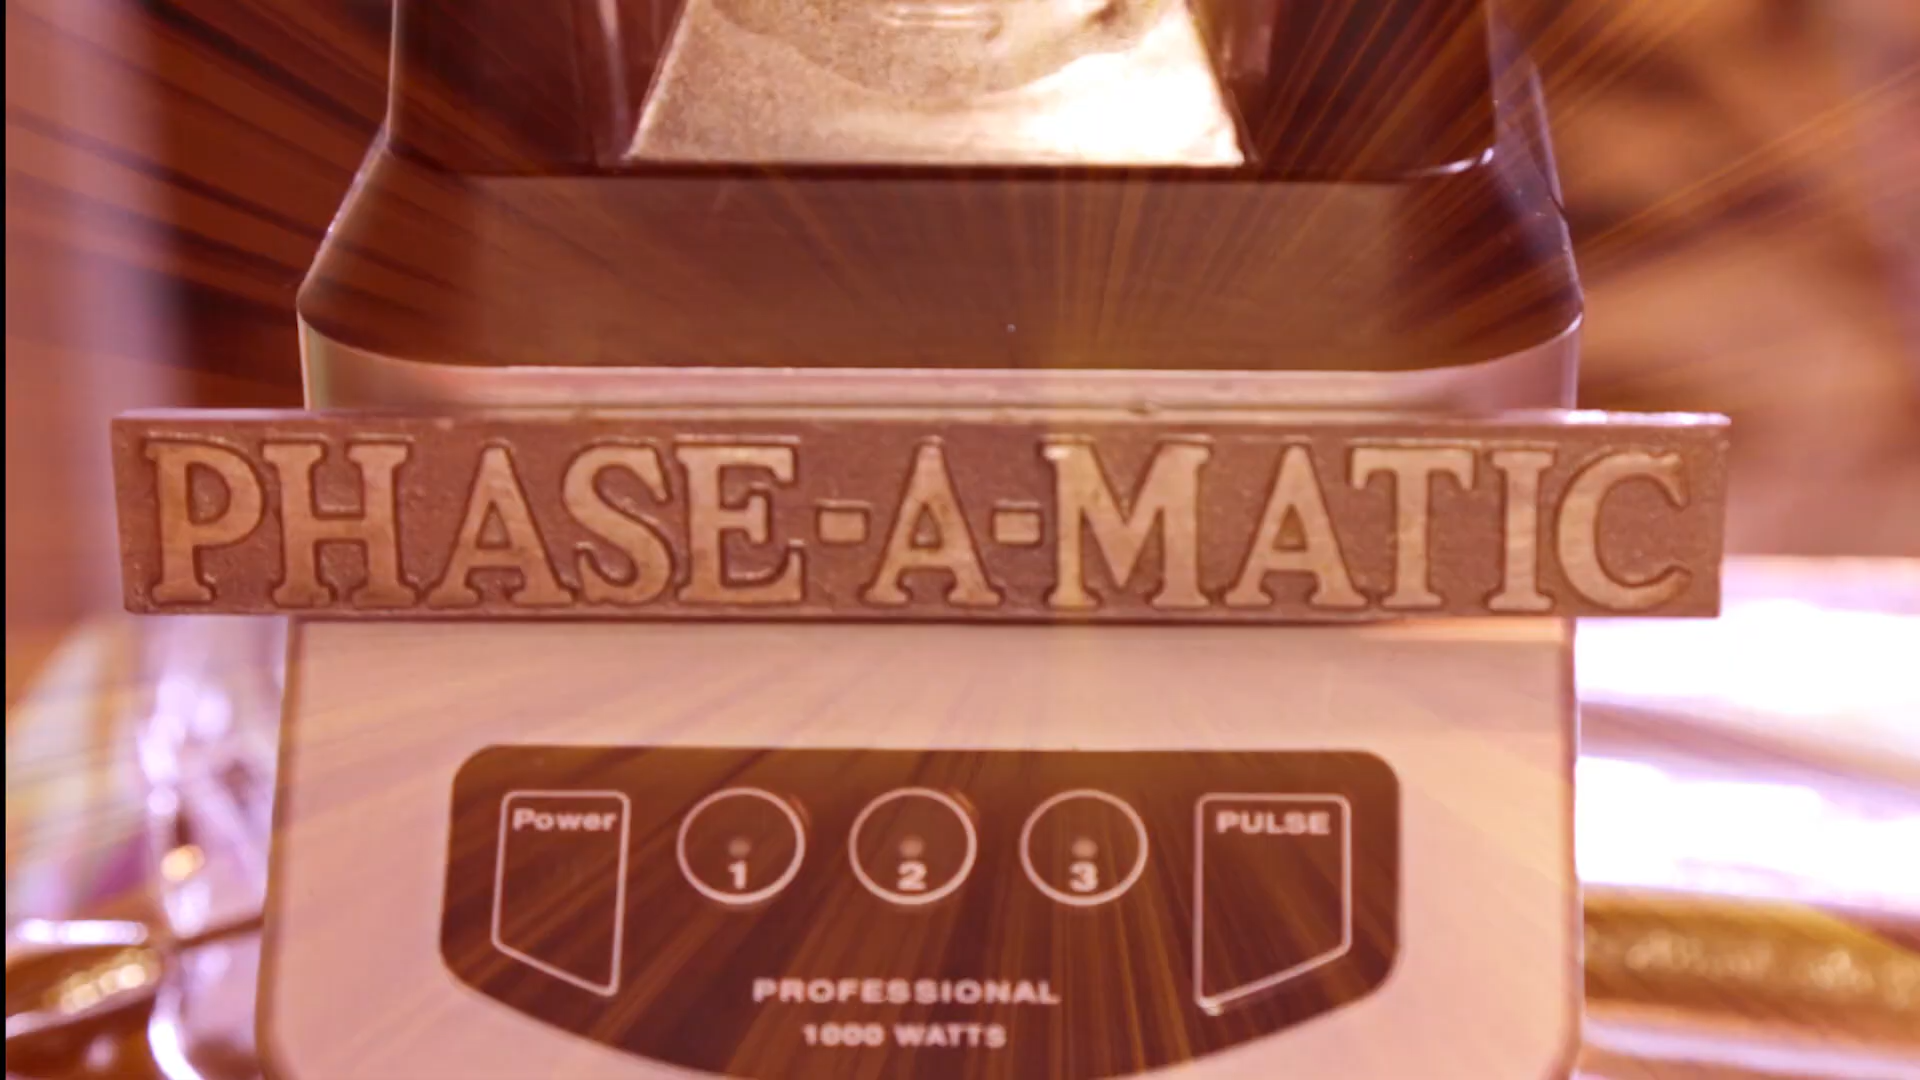 PHASE-A-MATIC
Power
1
2
3
PULSE
PROFESSIONAL
1000 WATTS